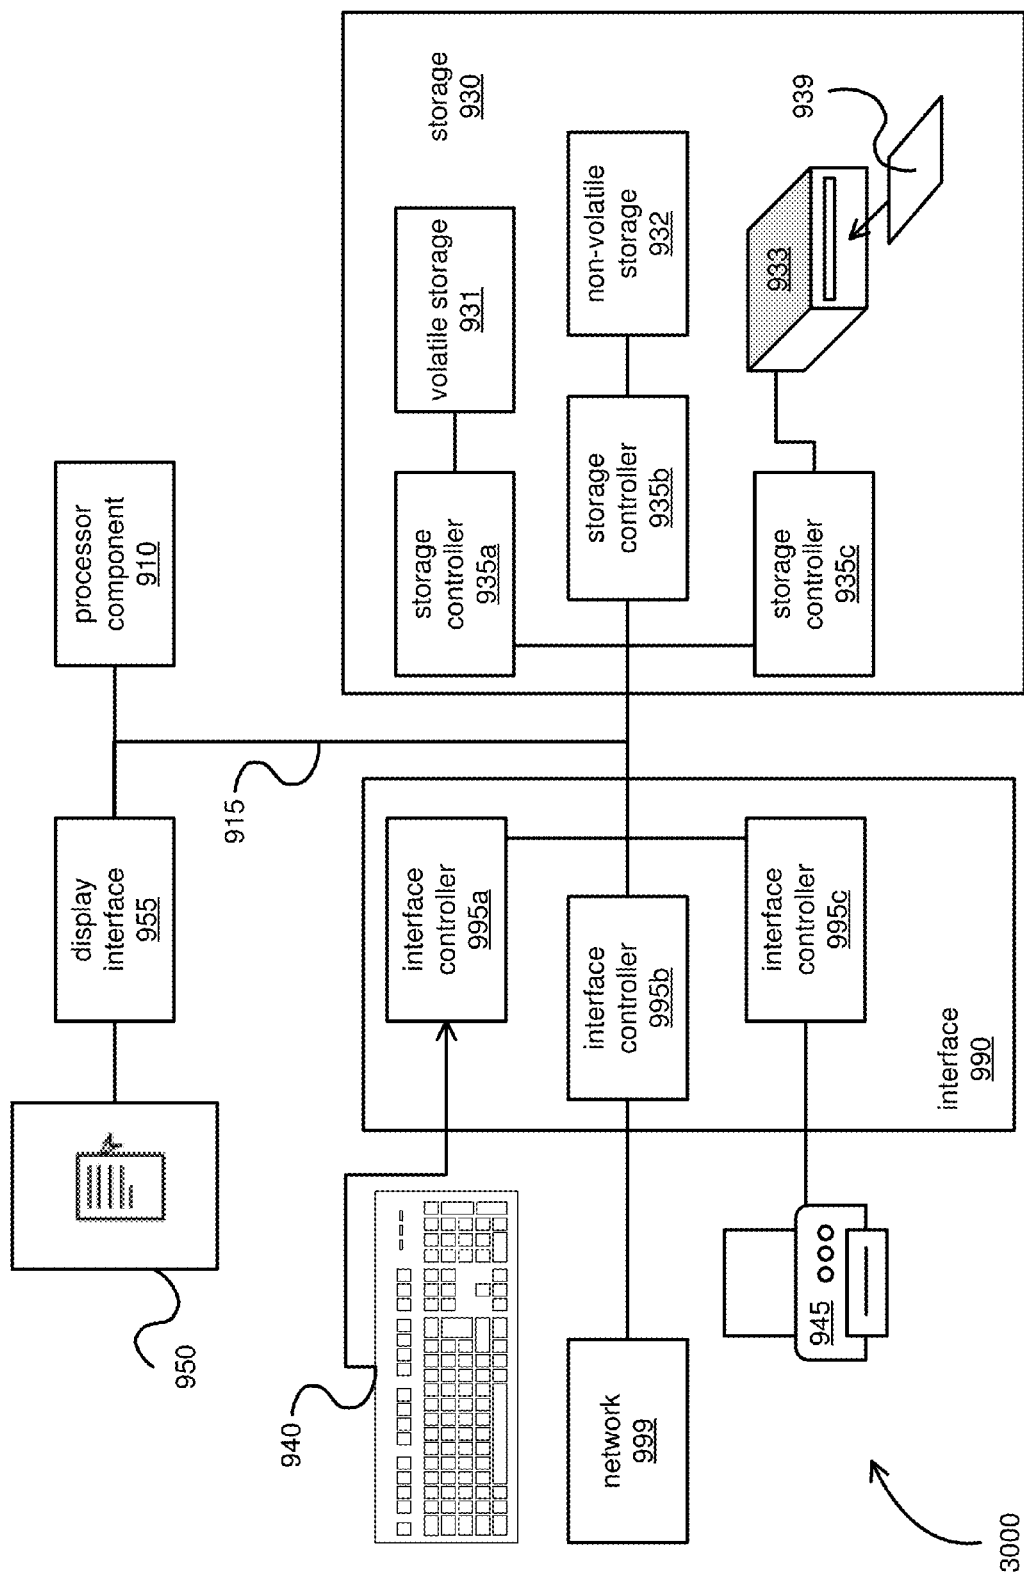 950
display
interface
955
processor
component
910
915
940
network
999
945
interface
controller
995a
interface
controller
995b
interface
controller
995c
interface
990
storage
controller
935a
volatile storage
931
storage
930
storage
controller
935b
non-volatile
storage
932
storage
controller
935c
933
939
3000